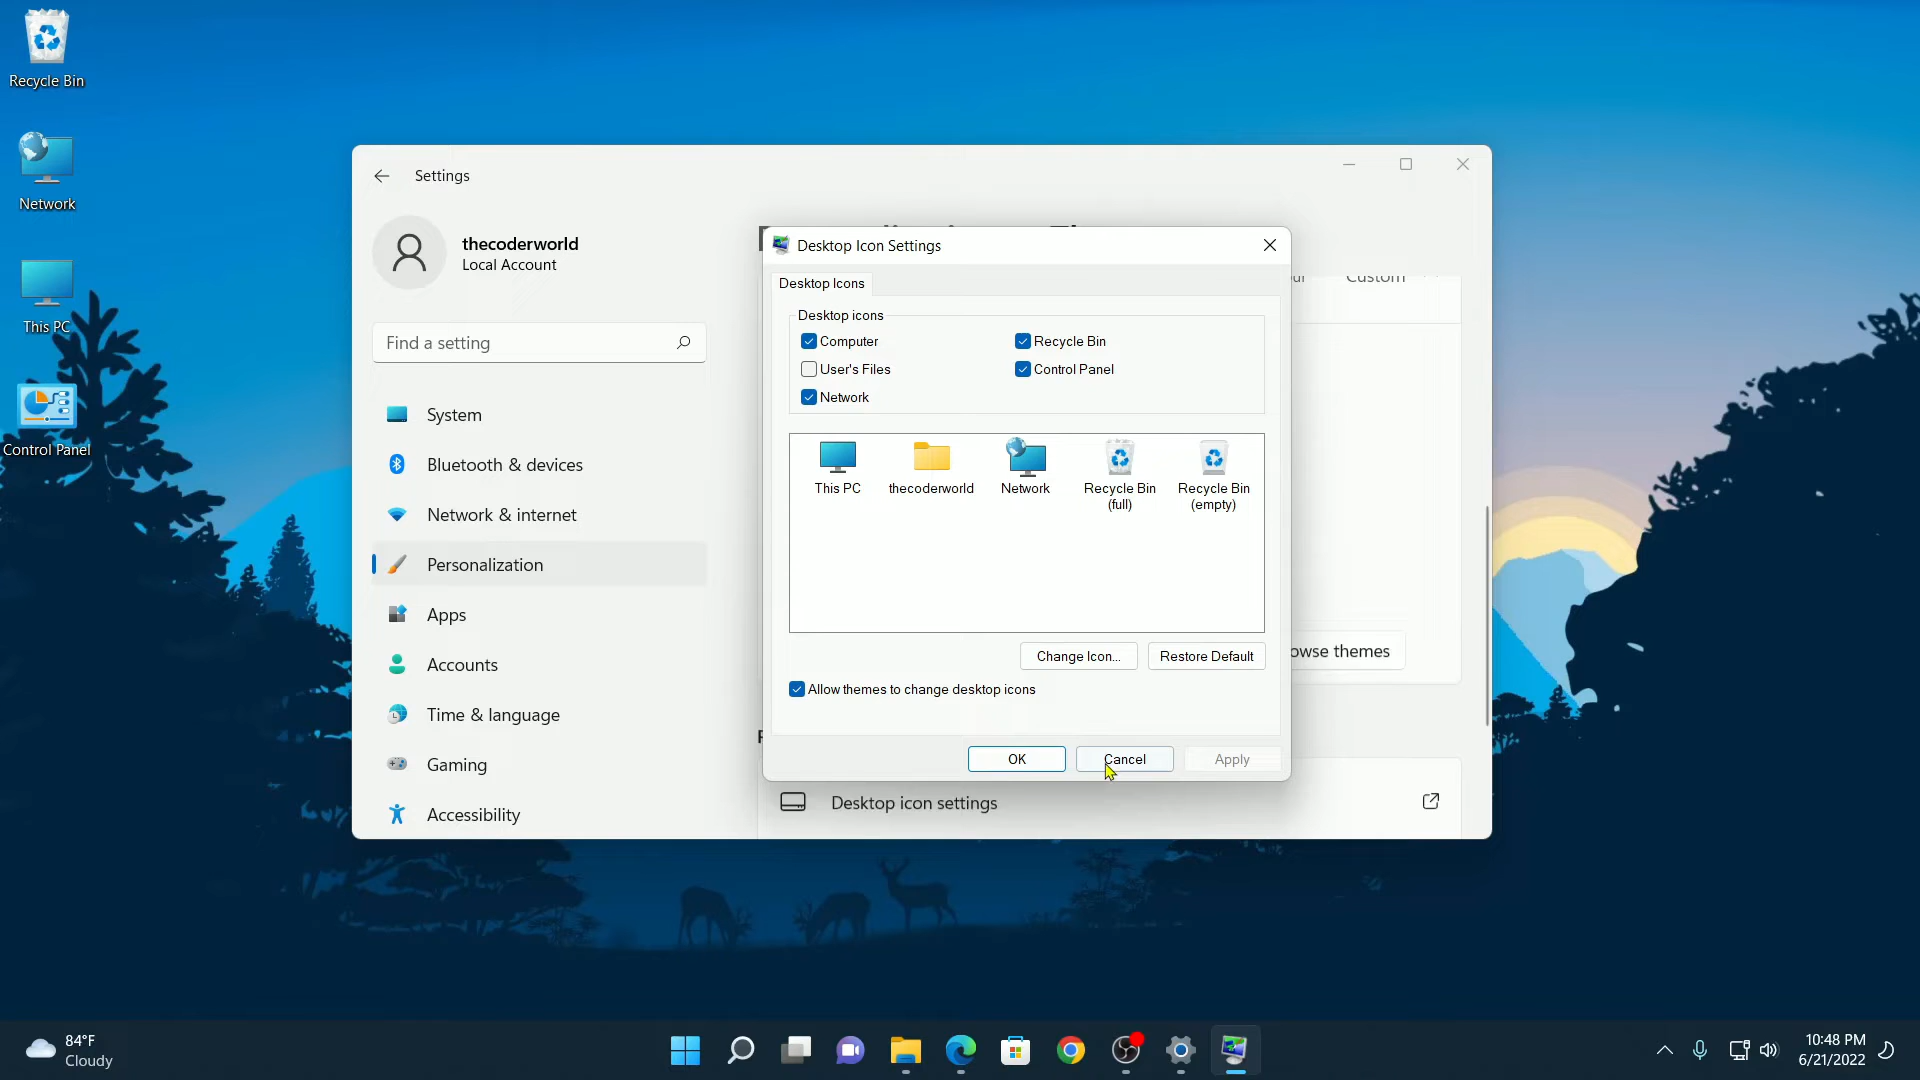 Recycle Bin
Network
This PC
Control Panel
Settings
thecoderworld
Local Account
Find a setting
System
Bluetooth & devices
Network & internet
Personalization
Apps
Accounts
Time & language
Gaming
Accessibility
Custom
Desktop Icon Settings
Desktop Icons
Desktop icons
Computer
Recycle Bin
User's Files
Control Panel
Network
This PC
thecoderworld
Network
Recycle Bin (full)
Recycle Bin (empty)
Change Icon...
Restore Default
Allow themes to change desktop icons
OK
Cancel
Apply
owse themes
Desktop icon settings
84°F
Cloudy
10:48 PM
6/21/2022